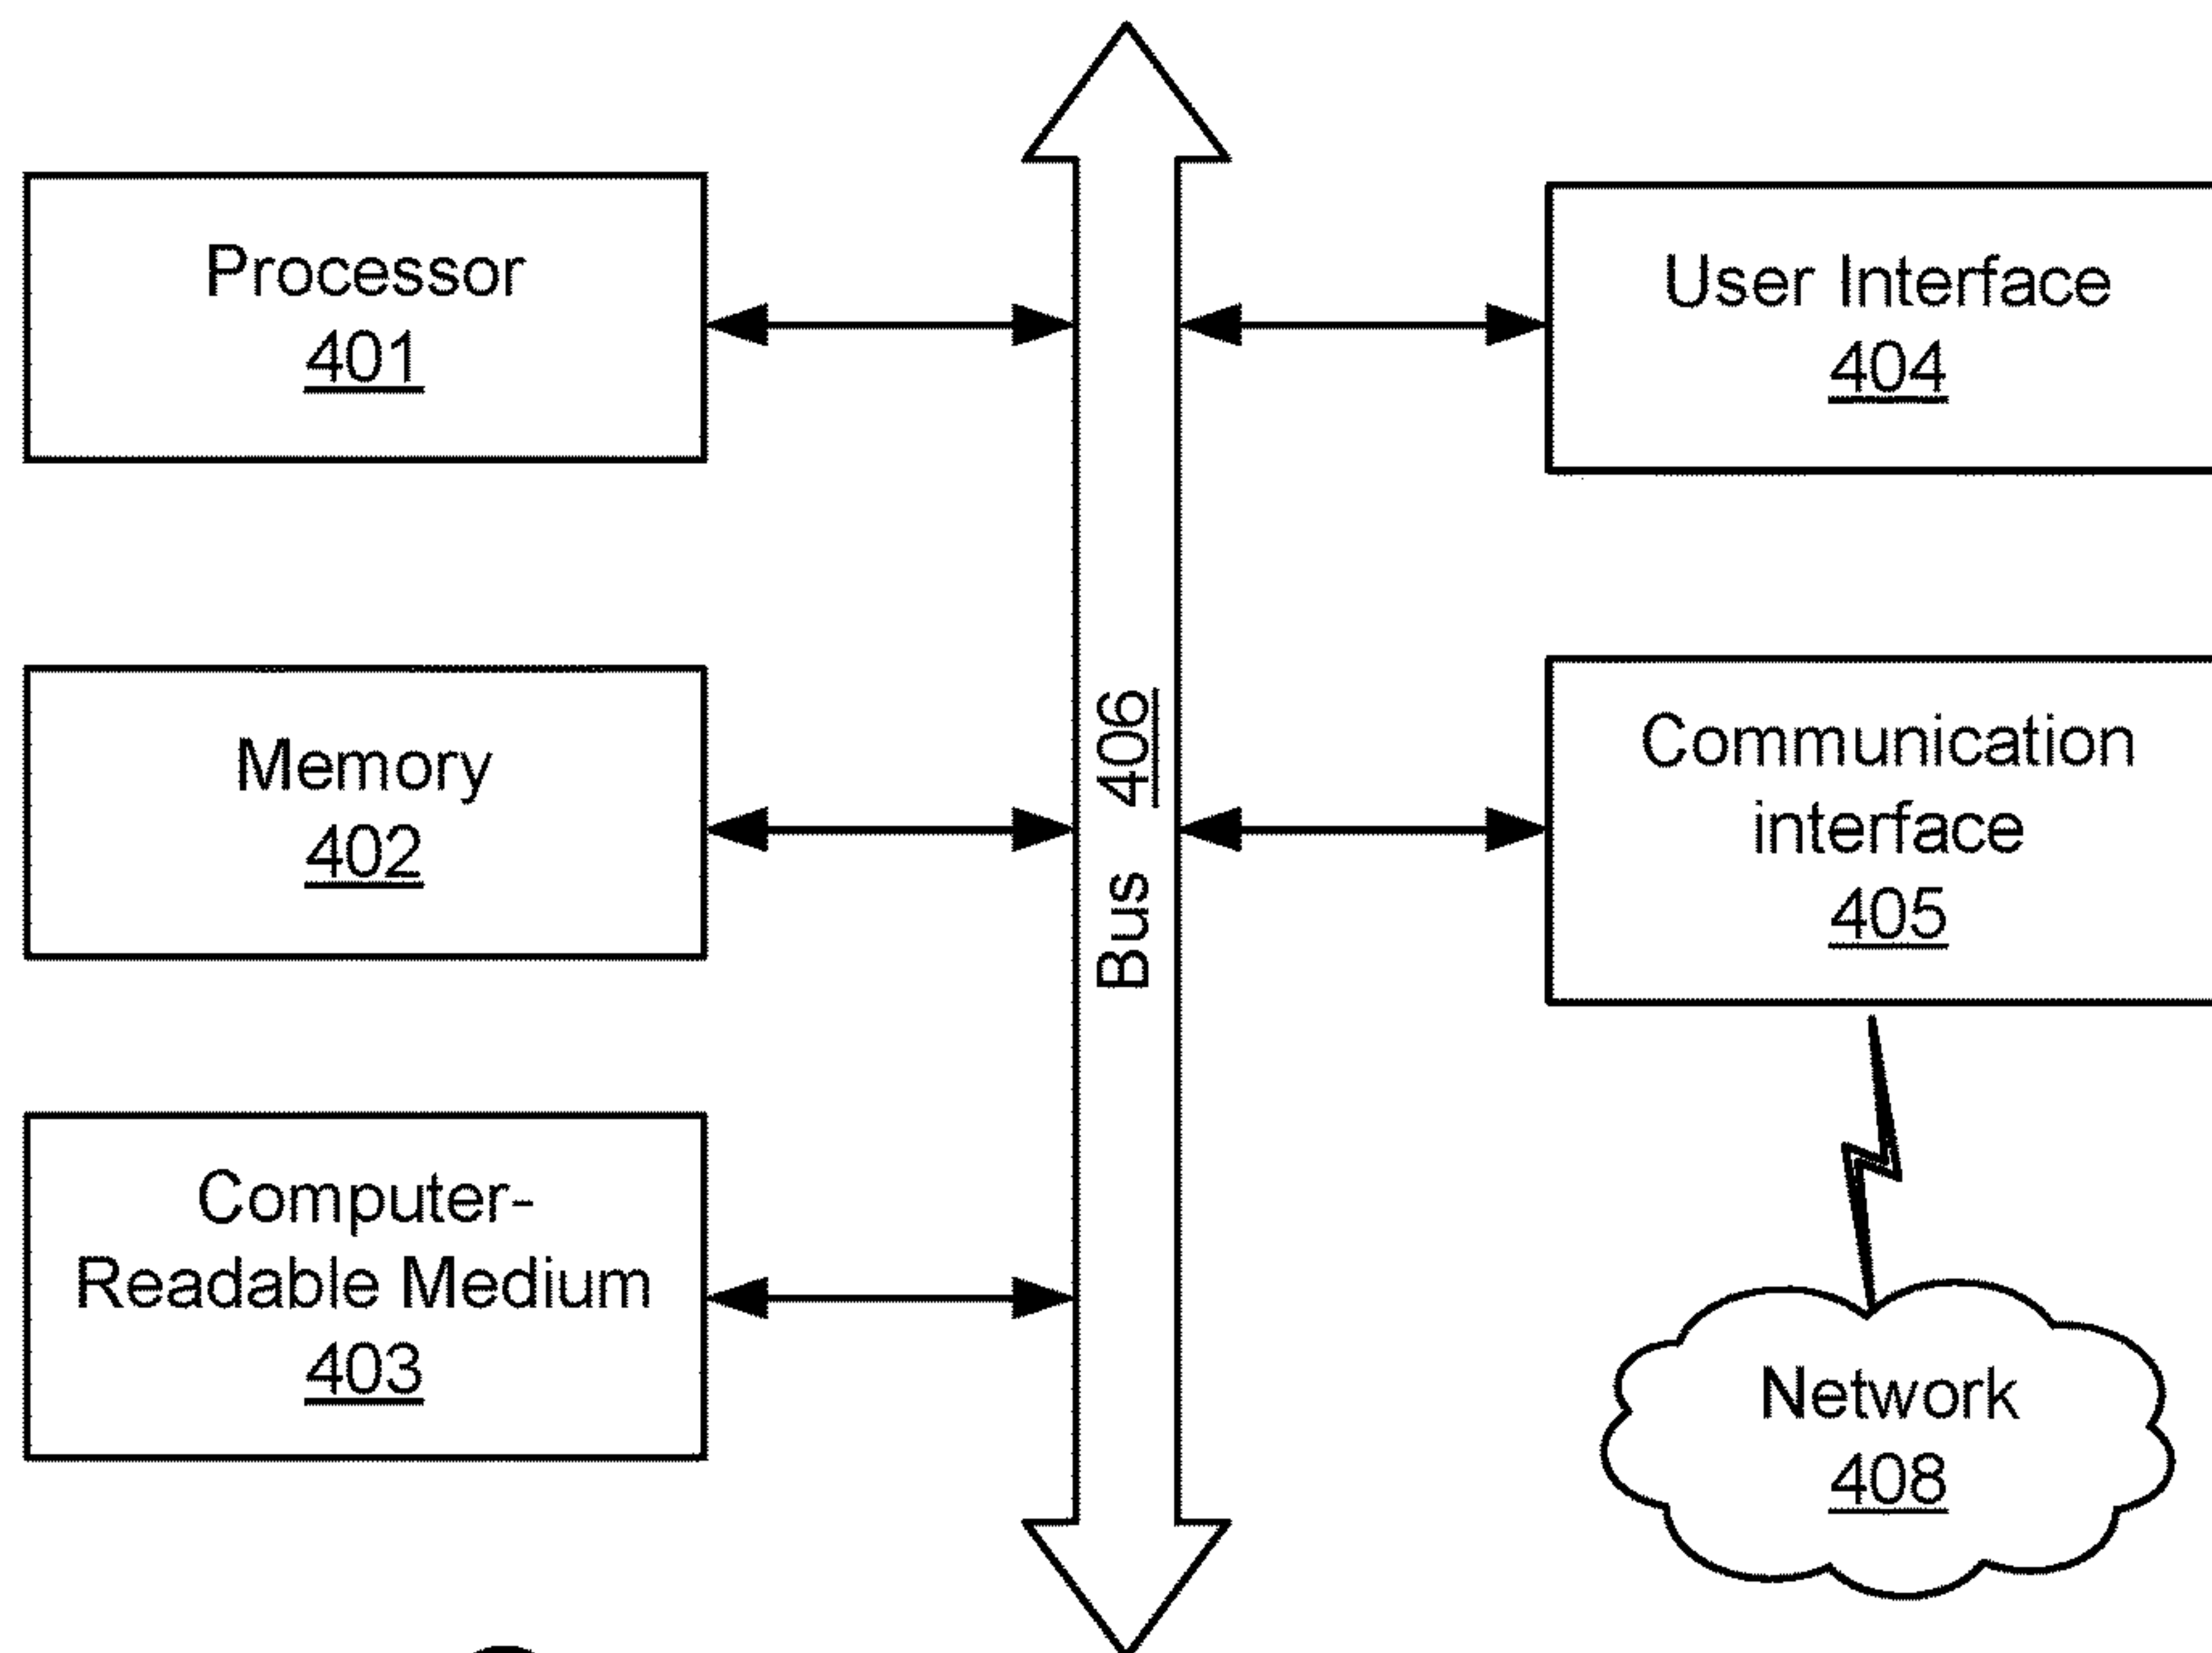 Processor
401
Memory
402
Computer-
Readable Medium
403
Bus 406
User Interface
404
Communication
interface
405
Network
408